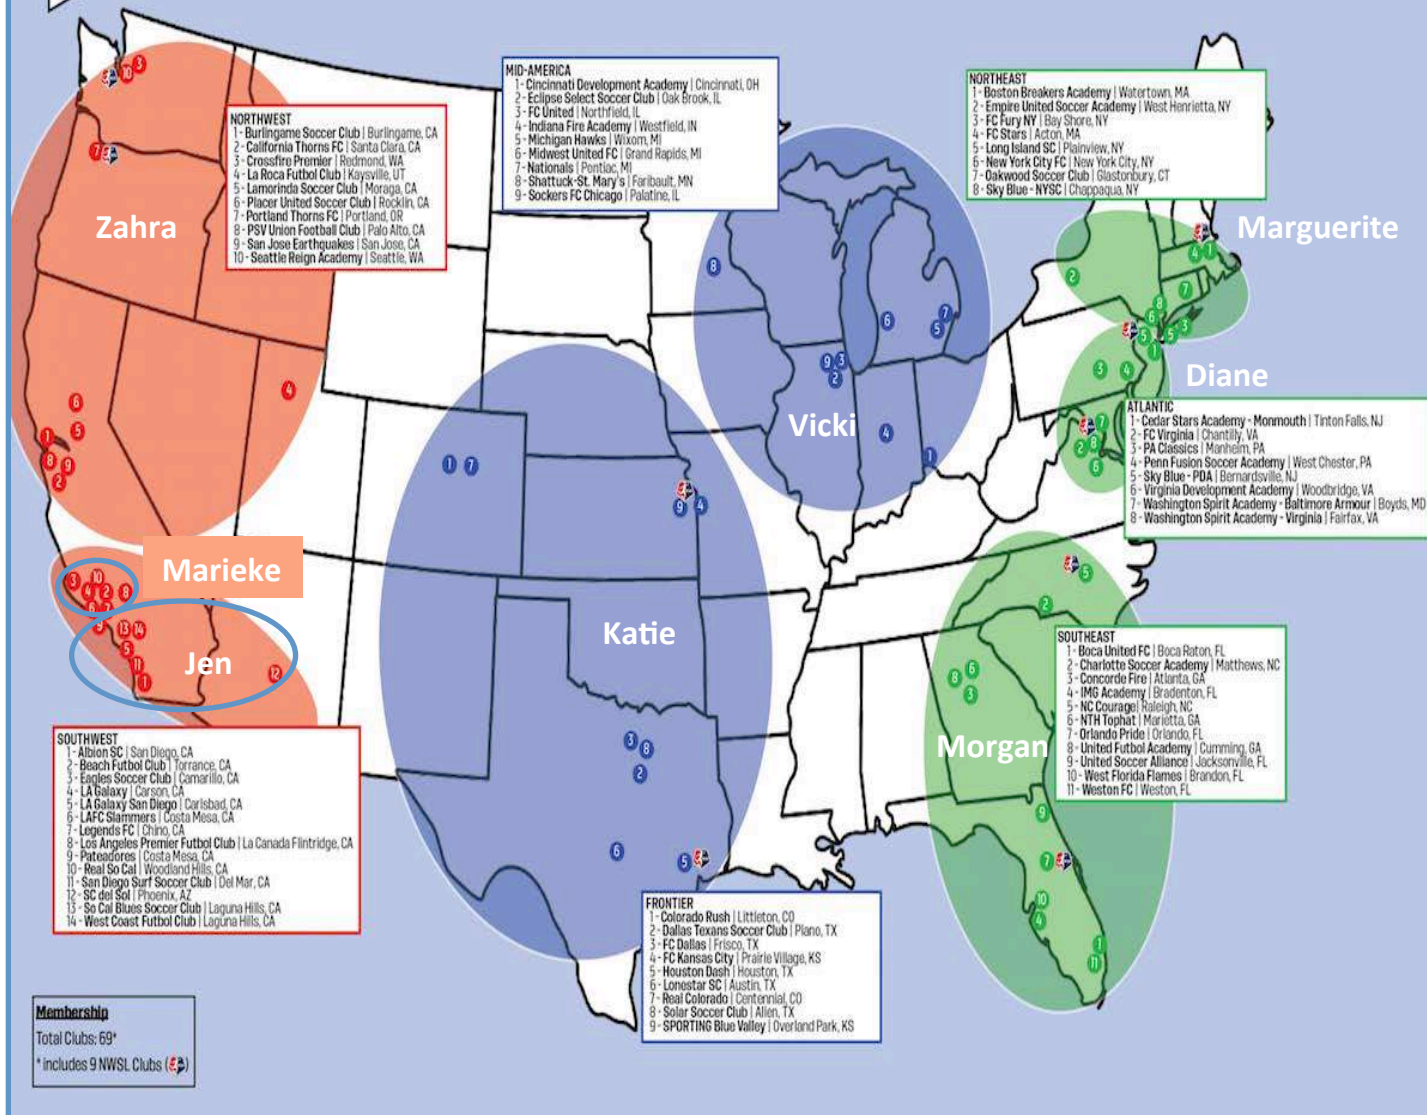 NORTHWEST
1 - Burlingame Soccer Club | Burlingame, CA
2 - California Thorns FC | Santa Clara, CA
3 - Crossfire Premier | Redmond, WA
4 - La Roca Futbol Club | Kaysville, UT
5 - Lamorinda Soccer Club | Moraga, CA
6 - Placer United Soccer Club | Rocklin, CA
7 - Portland Thorns FC | Portland, OR
8 - PSV Union Football Club | Palo Alto, CA
9 - San Jose Earthquakes | San Jose, CA
10 - Seattle Reign Academy | Seattle, WA
MID-AMERICA
1 - Cincinnati Development Academy | Cincinnati, OH
2 - Eclipse Select Soccer Club | Oak Brook, IL
3 - FC United | Northfield, IL
4 - Indiana Fire Academy | Westfield, IN
5 - Michigan Hawks | Wixom, MI
6 - Midwest United FC | Grand Rapids, MI
7 - Nationals | Pontiac, MI
8 - Shattuck-St. Mary's | Faribault, MN
9 - Sockers FC Chicago | Palatine, IL
NORTHEAST
1 - Boston Breakers Academy | Watertown, MA
2 - Empire United Soccer Academy | West Henrietta, NY
3 - FC Fury NY | Bay Shore, NY
4 - FC Stars | Acton, MA
5 - Long Island SC | Plainview, NY
6 - New York City FC | New York City, NY
7 - Oakwood Soccer Club | Glastonbury, CT
8 - Sky Blue - NYSC | Chappaqua, NY
Zahra
Marguerite
Diane
Vicki
ATLANTIC
1 - Cedar Stars Academy - Monmouth | Tinton Falls, NJ
2 - FC Virginia | Chantilly, VA
3 - PA Classics | Manheim, PA
4 - Penn Fusion Soccer Academy | West Chester, PA
5 - Sky Blue - PDA | Bernardsville, NJ
6 - Virginia Development Academy | Woodbridge, VA
7 - Washington Spirit Academy - Baltimore Armour | Boyds, MD
8 - Washington Spirit Academy - Virginia | Fairfax, VA
Marieke
Jen
Katie
Morgan
SOUTHEAST
1 - Boca United FC | Boca Raton, FL
2 - Charlotte Soccer Academy | Matthews, NC
3 - Concorde Fire | Atlanta, GA
4 - IMG Academy | Bradenton, FL
5 - NC Courage| Raleigh, NC
6 - NTH Tophat | Marietta, GA
7 - Orlando Pride | Orlando, FL
8 - United Futbol Academy | Cumming, GA
9 - United Soccer Alliance | Jacksonville, FL
10 - West Florida Flames | Brandon, FL
11 - Weston FC | Weston, FL
SOUTHWEST
1 - Albion SC | San Diego, CA
2 - Beach Futbol Club | Torrance, CA
3 - Eagles Soccer Club | Camarillo, CA
4 - LA Galaxy | Carson, CA
5 - LA Galaxy San Diego | Carlsbad, CA
6 - LAFC Slammers | Costa Mesa, CA
7 - Legends FC | Chino, CA
8 - Los Angeles Premier Futbol Club | La Canada Flintridge, CA
9 - Pateadores | Costa Mesa, CA
10 - Real So Cal | Woodland Hills, CA
11 - San Diego Surf Soccer Club | Del Mar, CA
12 - SC del Sol | Phoenix, AZ
13 - So Cal Blues Soccer Club | Laguna Hills, CA
14 - West Coast Futbol Club | Laguna Hills, CA
FRONTIER
1 - Colorado Rush | Littleton, CO
2 - Dallas Texans Soccer Club | Plano, TX
3 - FC Dallas | Frisco, TX
4 - FC Kansas City | Prairie Village, KS
5 - Houston Dash | Houston, TX
6 - Lonestar SC | Austin, TX
7 - Real Colorado | Centennial, CO
8 - Solar Soccer Club | Allen, TX
9 - SPORTING Blue Valley | Overland Park, KS
Membership
Total Clubs: 69*
* includes 9 NWSL Clubs ( )